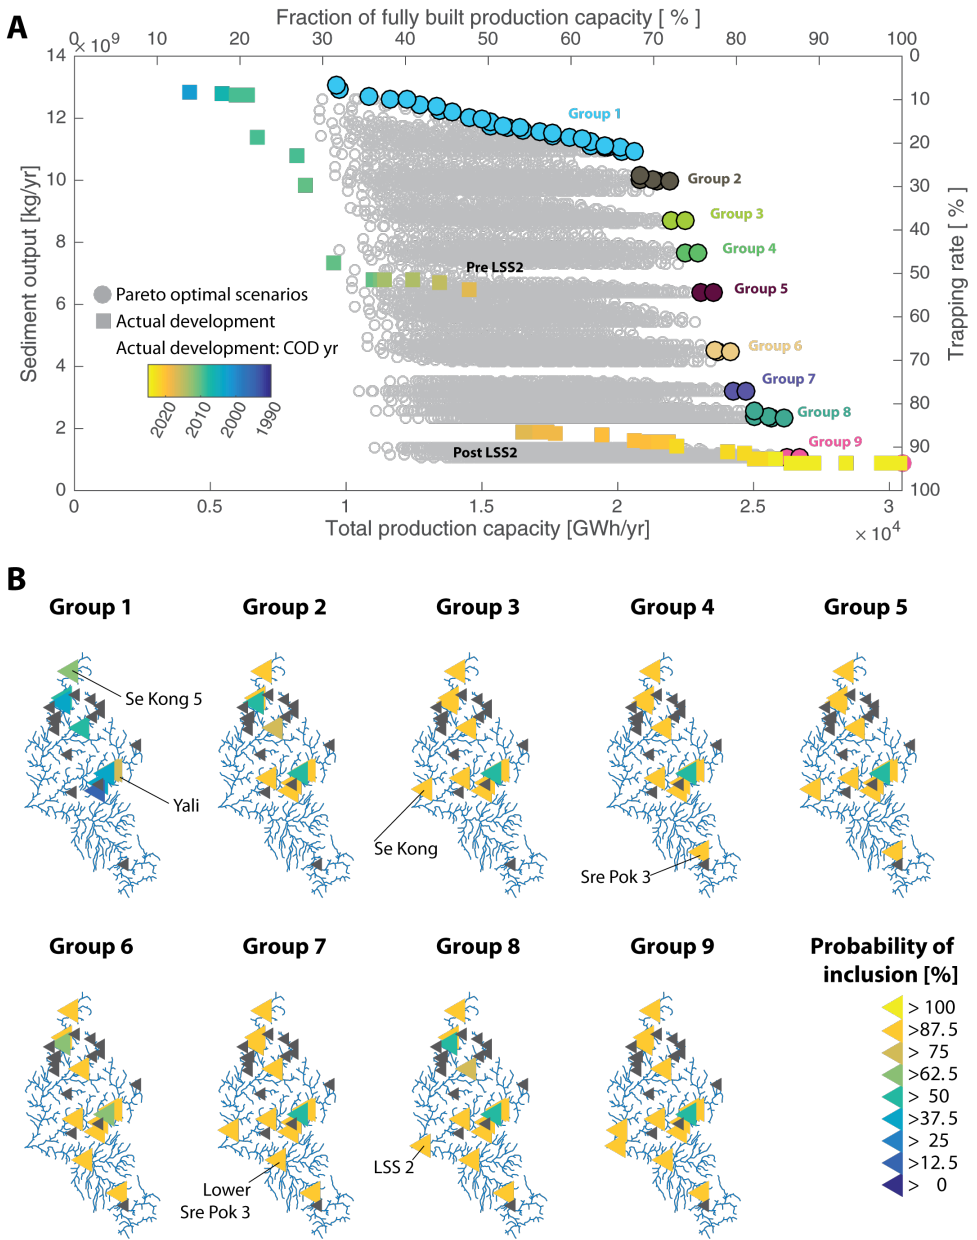 A
Fraction of fully built production capacity [ % ]
0 10 20 30 40 50 60 70 80 90 100
× 10⁹
14 0
12 10
10 20
8 30
6 40
4 50
2 60
0 70
80
90
100
Sediment output [kg/yr]
Trapping rate [ % ]
Group 1
Group 2
Group 3
Group 4
Pre LSS2
Group 5
Pareto optimal scenarios
Actual development
Actual development: COD yr
2020 2010 2000 1990
Group 6
Group 7
Group 8
Group 9
Post LSS2
0 0.5 1 1.5 2 2.5 3
Total production capacity [GWh/yr]
× 10⁴
B
Group 1 Group 2 Group 3 Group 4 Group 5
Se Kong 5
Yali
Se Kong
Sre Pok 3
Group 6 Group 7 Group 8 Group 9
Lower
Sre Pok 3
LSS 2
Probability of
inclusion [%]
> 100
>87.5
> 75
>62.5
> 50
>37.5
> 25
>12.5
> 0